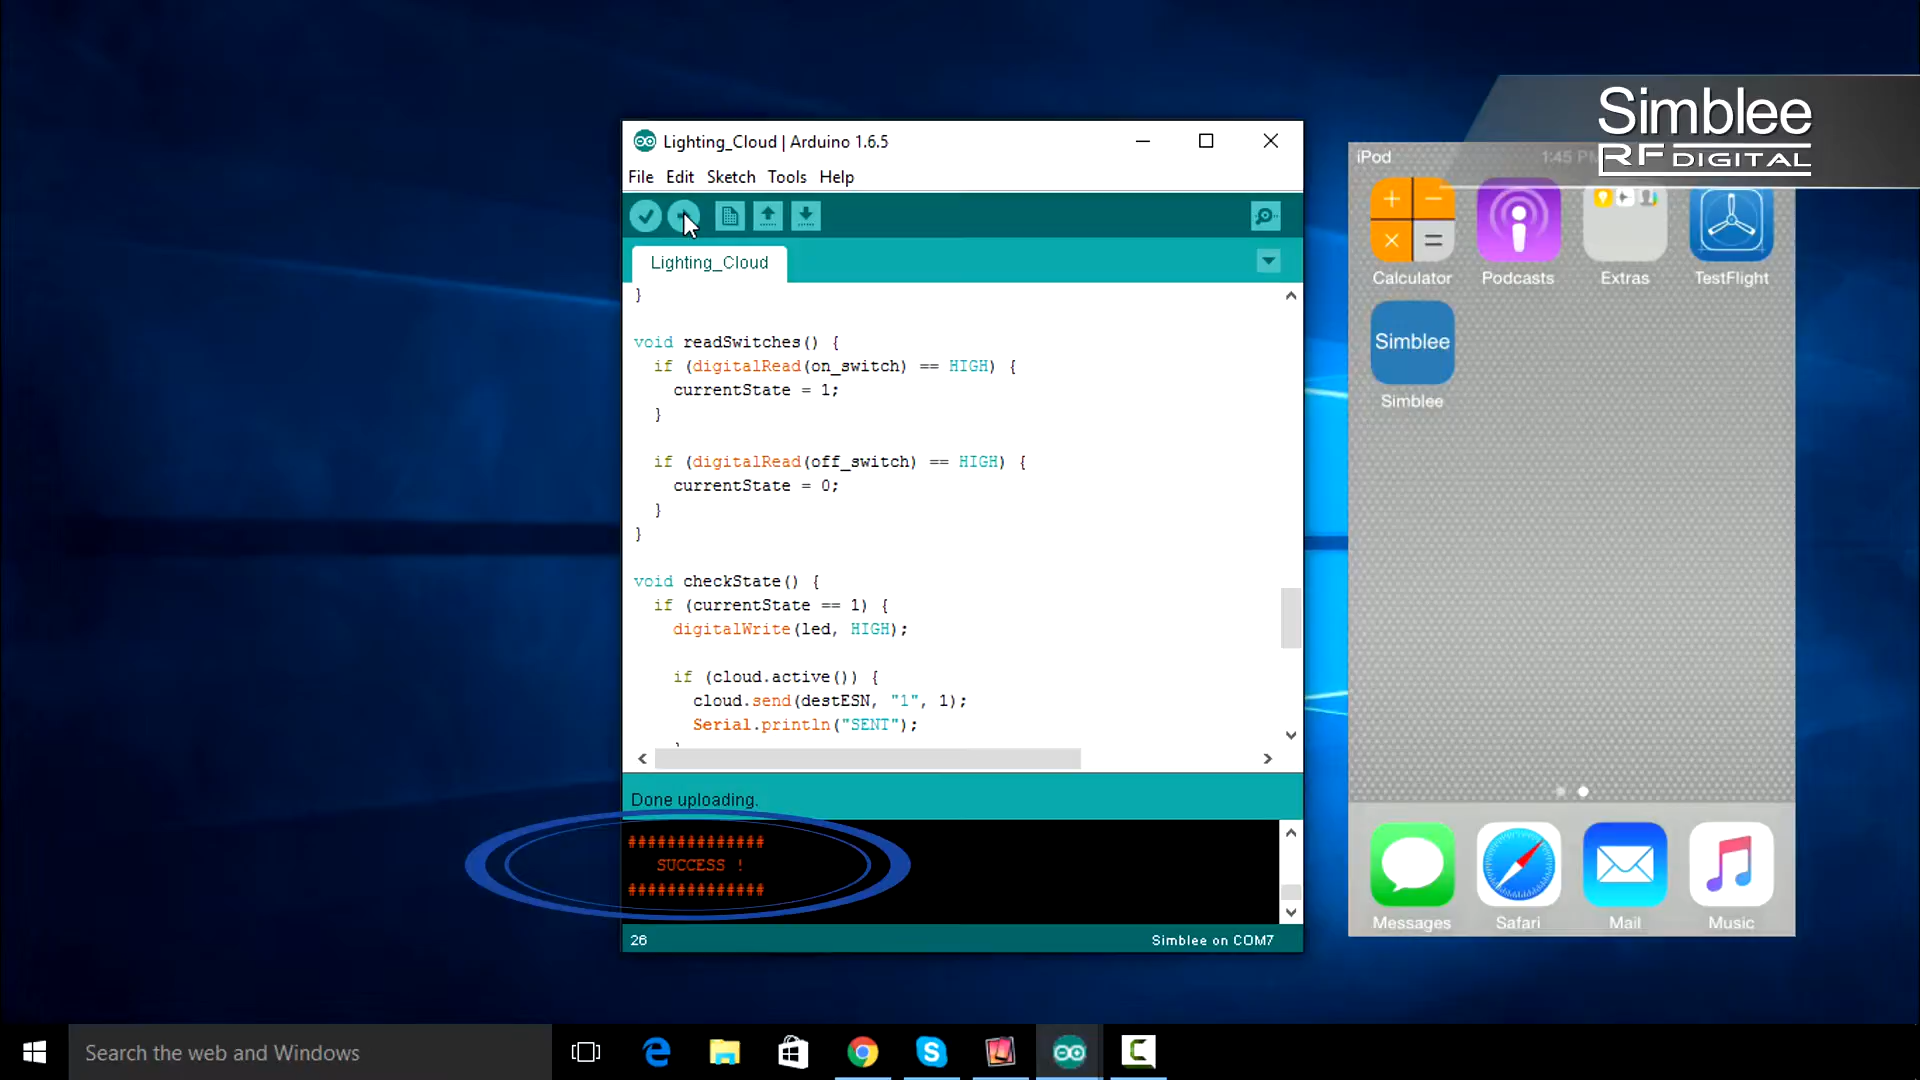 Simblee
RF DIGITAL
Lighting_Cloud | Arduino 1.6.5
File Edit Sketch Tools Help
Lighting_Cloud
}
void readSwitches() {
if (digitalRead(on_switch) == HIGH) {
currentState = 1;
}
if (digitalRead(off_switch) == HIGH) {
currentState = 0;
}
}
void checkState() {
if (currentState == 1) {
digitalWrite(led, HIGH);
if (cloud.active()) {
cloud.send(destESN, "1", 1);
Serial.println("SENT");
Done uploading.
##############
SUCCESS !
##############
26
Simblee on COM7
iPod
1:45 PM
Calculator
Podcasts
Extras
TestFlight
Simblee
Simblee
Messages
Safari
Mail
Music
Search the web and Windows